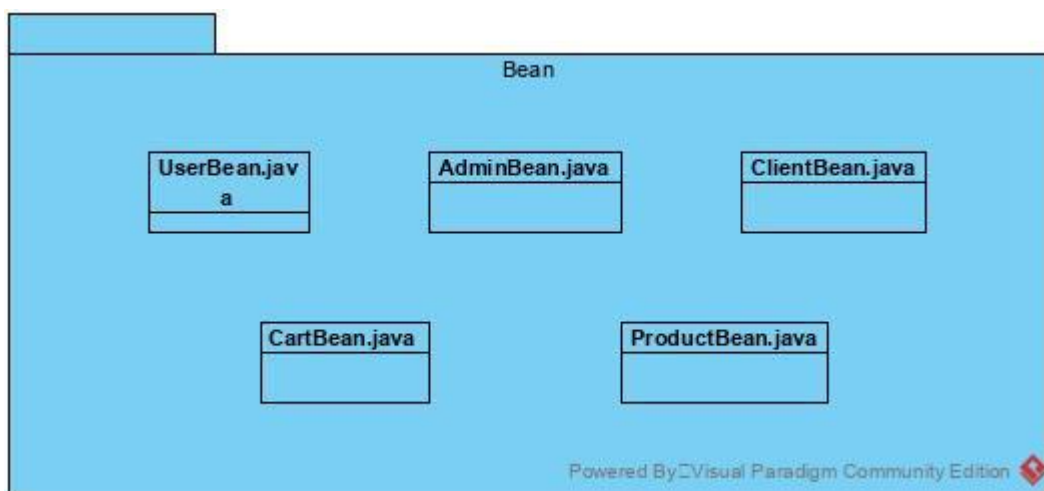 Bean
UserBean.jav
a
AdminBean.java
ClientBean.java
CartBean.java
ProductBean.java
Powered By Visual Paradigm Community Edition